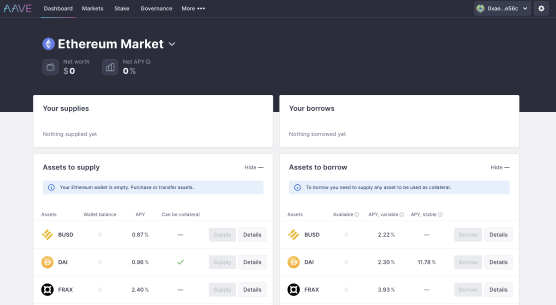 AAVE Dashboard Markets Stake Governance More ••• 0xae...e56c
Ethereum Market
Net worth Net APY
$0 0%
Your supplies Your borrows
Nothing supplied yet Nothing borrowed yet
Assets to supply Hide — Assets to borrow Hide —
Your Ethereum wallet is empty. Purchase or transfer assets. To borrow you need to supply any asset to be used as collateral.
Assets Wallet balance APY Can be collateral Assets Available APY, variable APY, stable
BUSD 0 0.67 % — Supply Details BUSD 0 2.22 % — Borrow Details
DAI 0 0.96 % Supply Details DAI 0 2.30 % 11.78 % Borrow Details
FRAX 0 2.40 % — Supply Details FRAX 0 3.93 % — Borrow Details